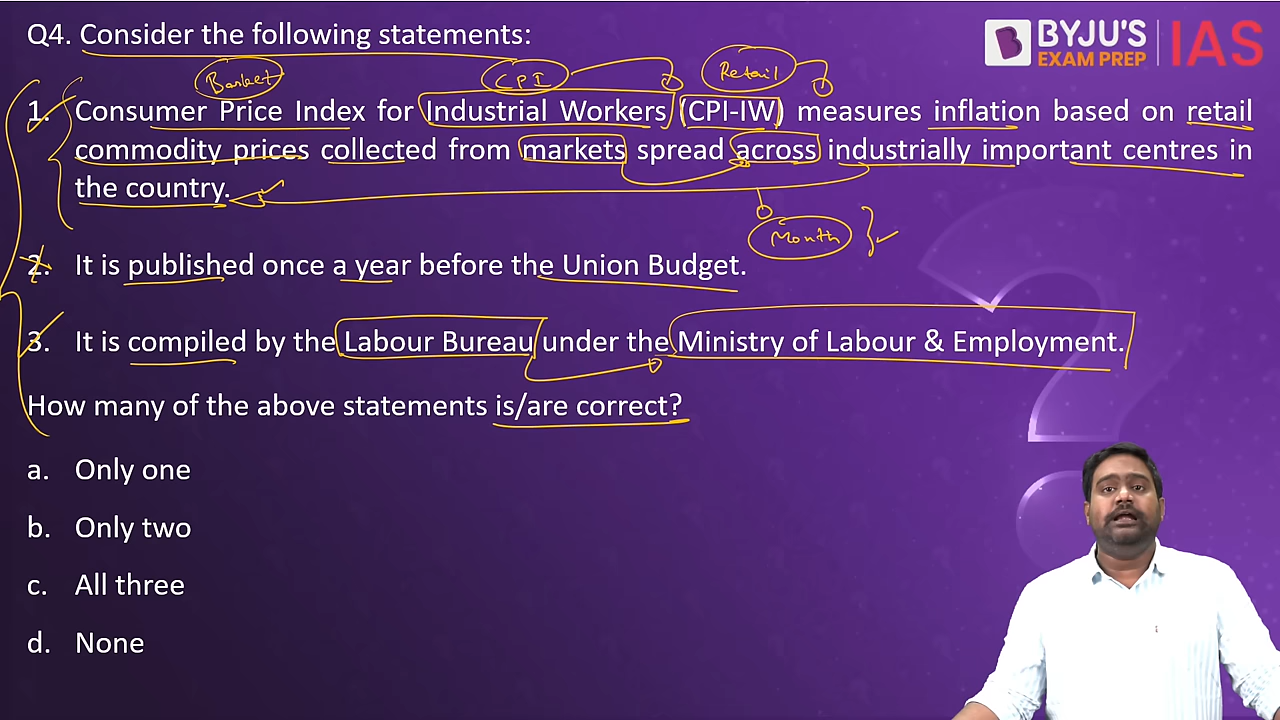 Q4. Consider the following statements:
BYJU'S
EXAM PREP
IAS
Basket
CPI
Retail
1. Consumer Price Index for Industrial Workers (CPI-IW) measures inflation based on retail
commodity prices collected from markets spread across industrially important centres in
the country.
Month
2. It is published once a year before the Union Budget.
3. It is compiled by the Labour Bureau under the Ministry of Labour & Employment.
How many of the above statements is/are correct?
a. Only one
b. Only two
c. All three
d. None